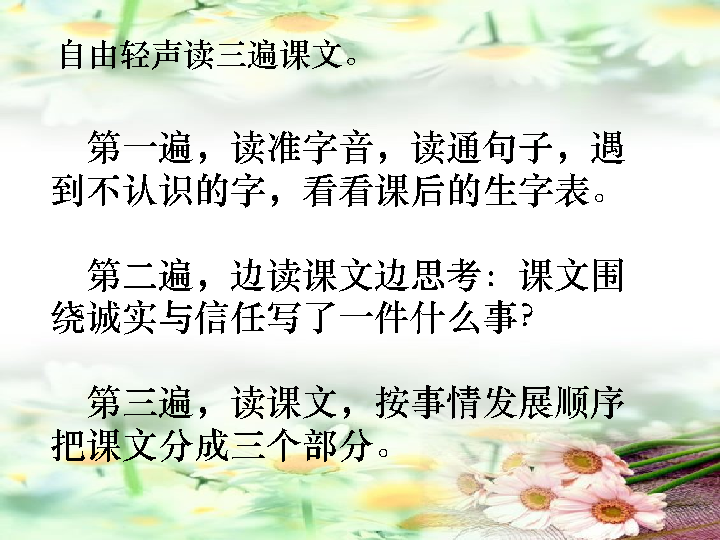 自由轻声读三遍课文。
第一遍，读准字音，读通句子，遇
到不认识的字，看看课后的生字表。
第二遍，边读课文边思考：课文围
绕诚实与信任写了一件什么事？
第三遍，读课文，按事情发展顺序
把课文分成三个部分。